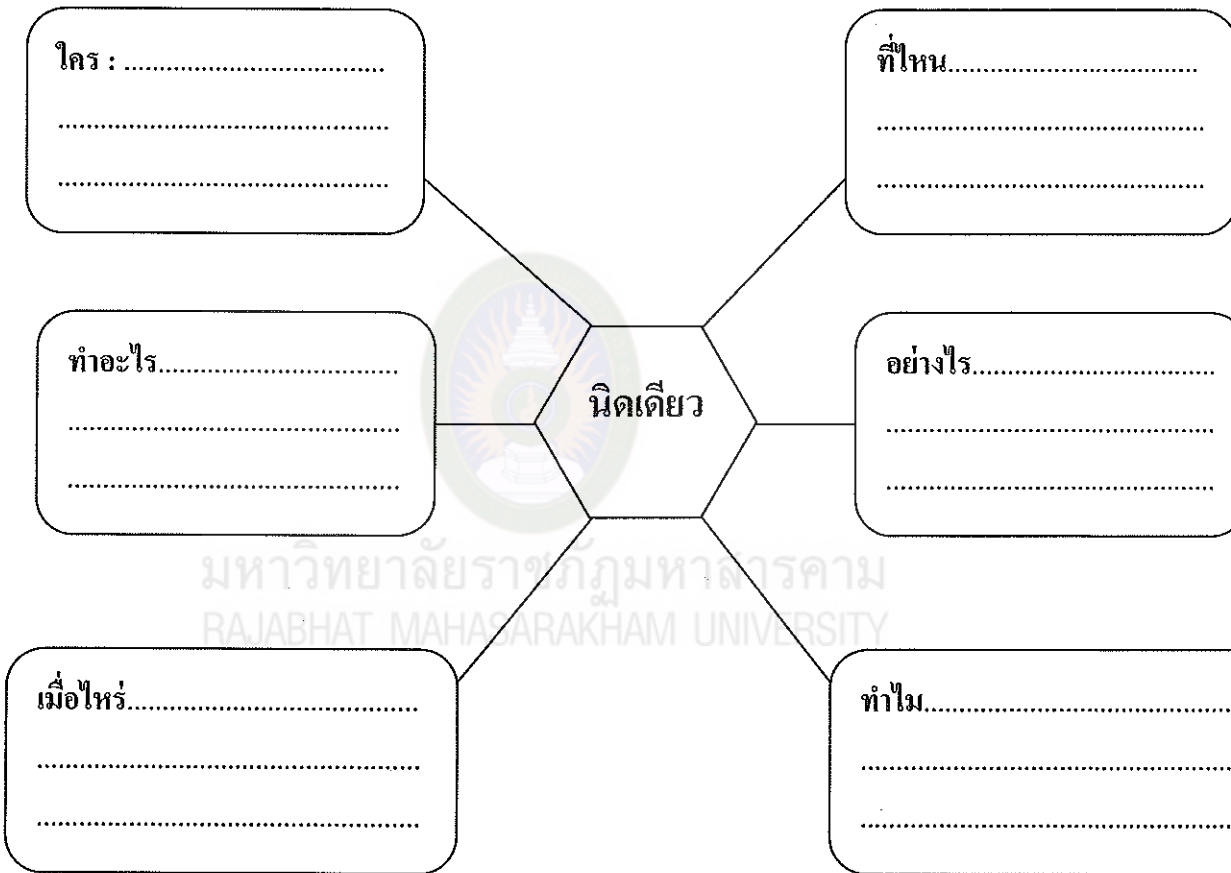 ใคร : ........................................
..................................................
..................................................
ที่ไหน......................................
..................................................
..................................................
ทำอะไร....................................
..................................................
..................................................
นิดเดียว
อย่างไร....................................
..................................................
..................................................
มหาวิทยาลัยราชภัฏมหาสารคาม
RAJABHAT MAHASARAKHAM UNIVERSITY
เมื่อไหร่............................................
..........................................................
..........................................................
ทำไม...............................................
..........................................................
..........................................................